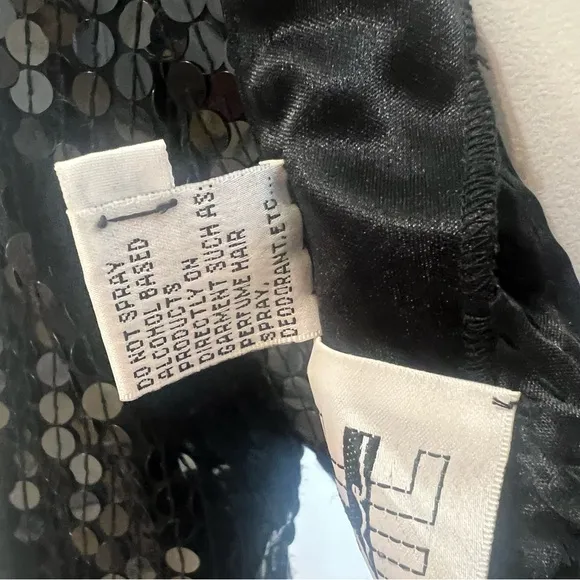 DO NOT SPRAY
ALCOHOL BASED
PRODUCTS
DIRECTLY ON
GARMENT SUCH AS:
PERFUME HAIR
SPRAY,
DEODORANT,ETC...